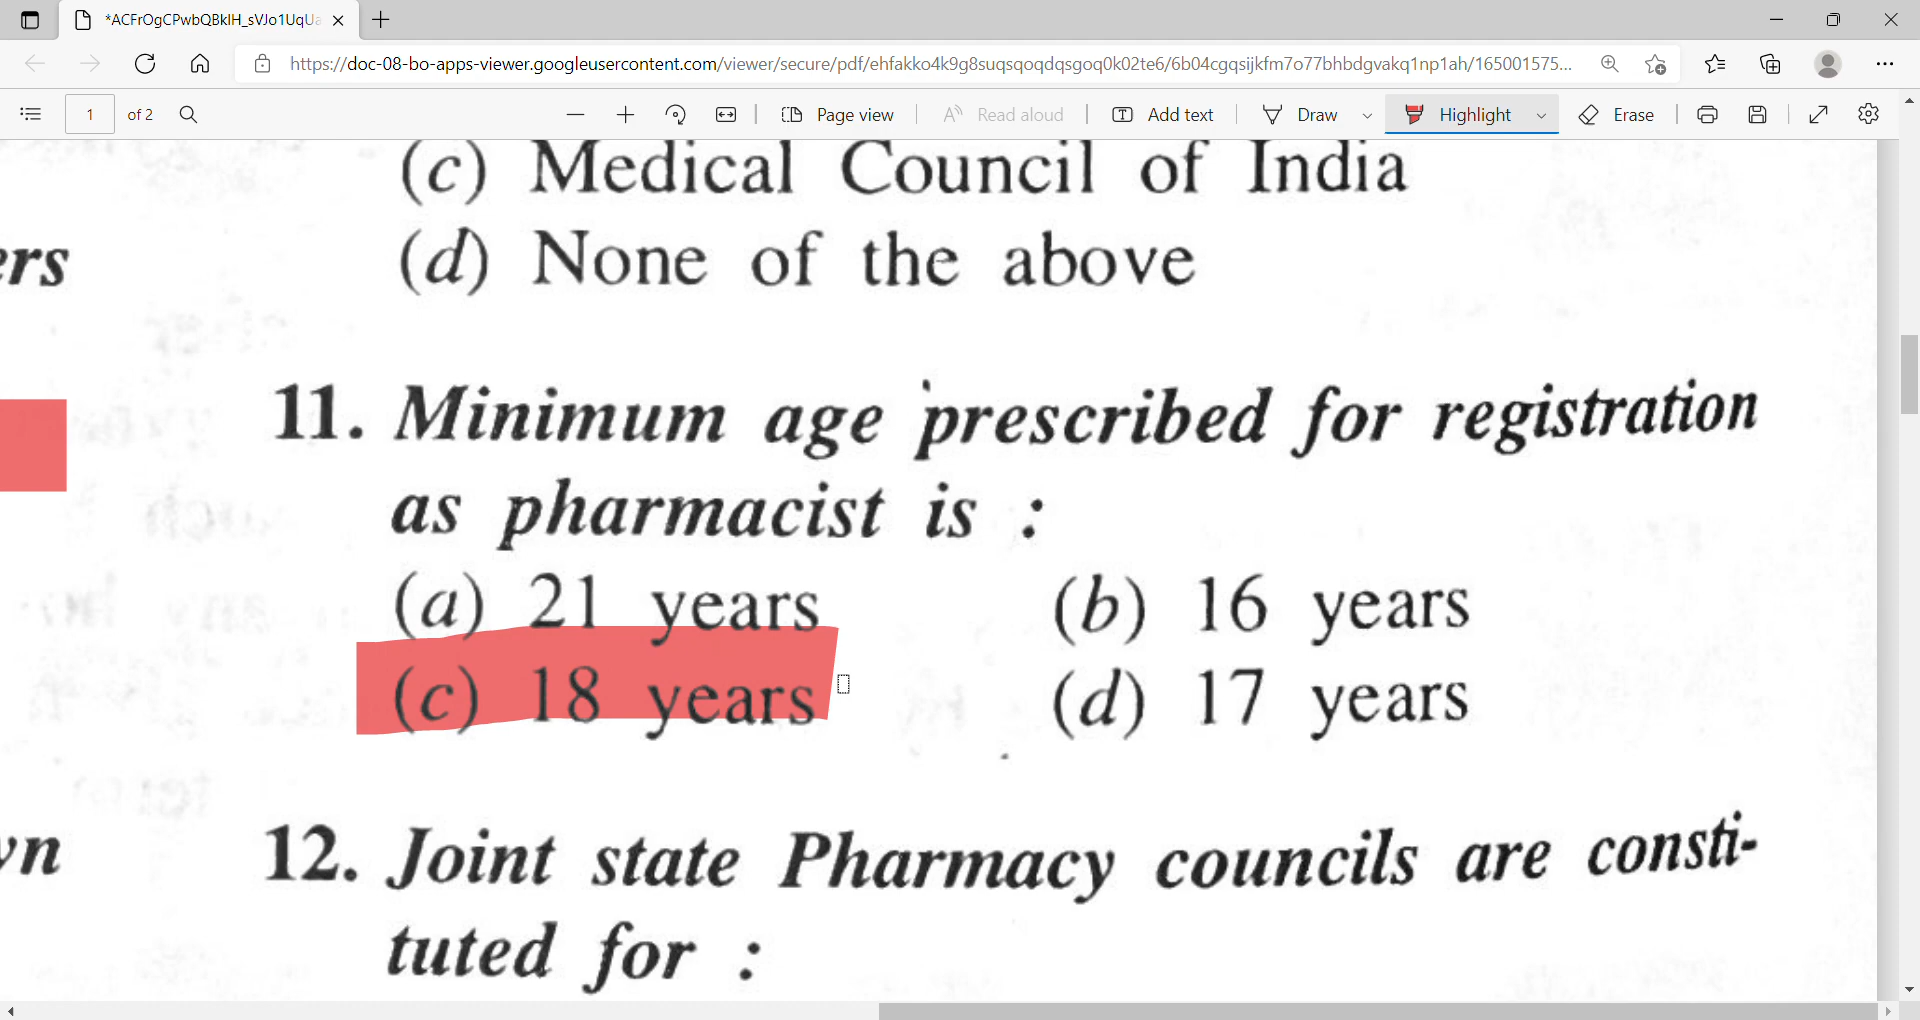 *ACFrOgCPwbQBkIH_sVJo1UqUa
https://doc-08-bo-apps-viewer.googleusercontent.com/viewer/secure/pdf/ehfakko4k9g8suqsqoqdqsgoq0k02te6/6b04cgqsijkfm7o77bhbdgvakq1np1ah/165001575...
1 of 2 Page view Read aloud Add text Draw Highlight Erase
(c) Medical Council of India
(d) None of the above
ers
11. Minimum age prescribed for registration
as pharmacist is :
(a) 21 years (b) 16 years
(c) 18 years (d) 17 years
12. Joint state Pharmacy councils are consti-
tuted for :